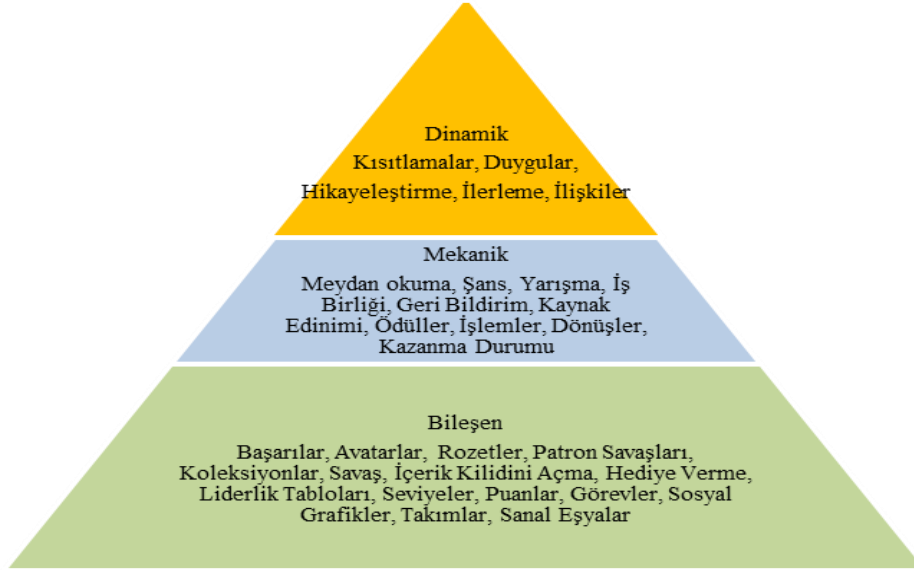 Dinamik
Kısıtlamalar, Duygular,
Hikayeleştirme, İlerleme, İlişkiler
Mekanik
Meydan okuma, Şans, Yarışma, İş
Birliği, Geri Bildirim, Kaynak
Edinimi, Ödüller, İşlemler, Dönüşler,
Kazanma Durumu
Bileşen
Başarılar, Avatarlar, Rozetler, Patron Savaşları,
Koleksiyonlar, Savaş, İçerik Kilidini Açma, Hediye Verme,
Liderlik Tabloları, Seviyeler, Puanlar, Görevler, Sosyal
Grafikler, Takımlar, Sanal Eşyalar